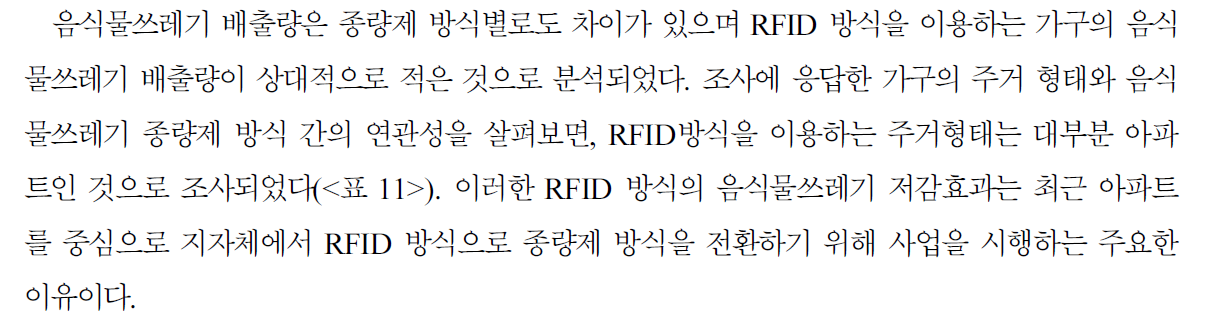 음식물쓰레기 배출량은 종량제 방식별로도 차이가 있으며 RFID 방식을 이용하는 가구의 음식
물쓰레기 배출량이 상대적으로 적은 것으로 분석되었다. 조사에 응답한 가구의 주거 형태와 음식
물쓰레기 종량제 방식 간의 연관성을 살펴보면, RFID방식을 이용하는 주거형태는 대부분 아파
트인 것으로 조사되었다(<표 11>). 이러한 RFID 방식의 음식물쓰레기 저감효과는 최근 아파트
를 중심으로 지자체에서 RFID 방식으로 종량제 방식을 전환하기 위해 사업을 시행하는 주요한
이유이다.